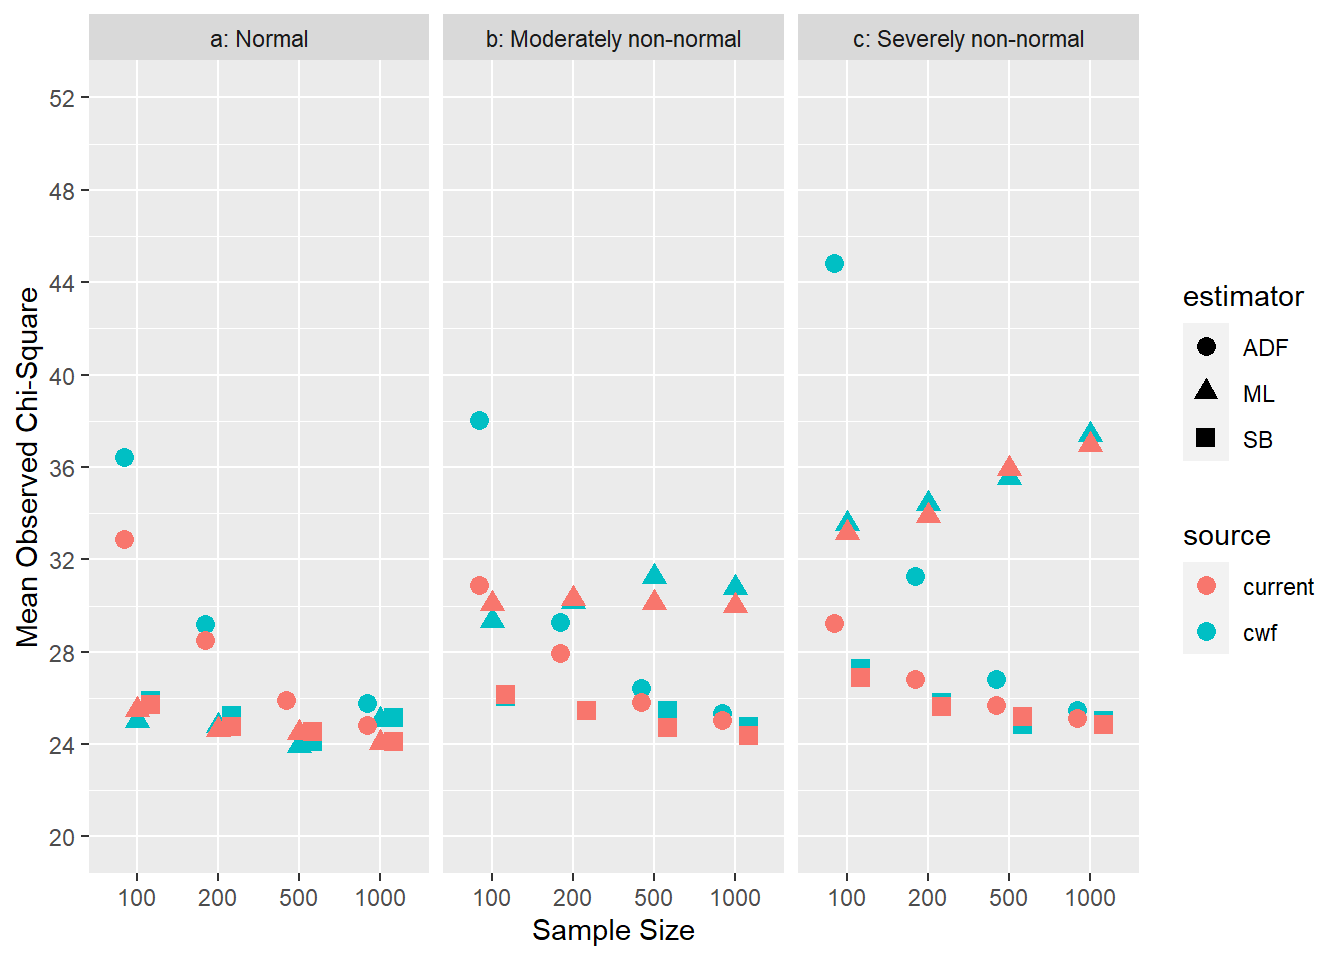 a: Normal
b: Moderately non-normal
c: Severely non-normal
Mean Observed Chi-Square
52
48
44
40
36
32
28
24
20
100 200 500 1000
100 200 500 1000
100 200 500 1000
Sample Size
estimator
ADF
ML
SB
source
current
cwf